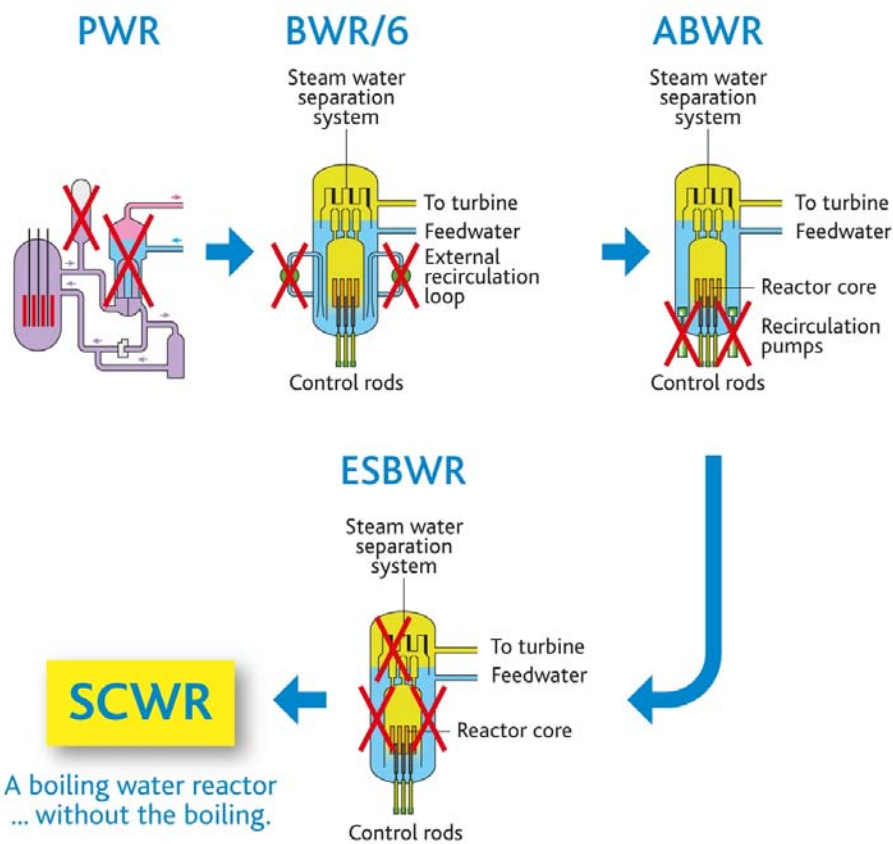 PWR
BWR/6
ABWR
Steam water
separation
system
To turbine
Feedwater
External
recirculation
loop
Control rods
Steam water
separation
system
To turbine
Feedwater
Reactor core
Recirculation
pumps
Control rods
ESBWR
Steam water
separation
system
To turbine
Feedwater
Reactor core
Control rods
SCWR
A boiling water reactor
... without the boiling.